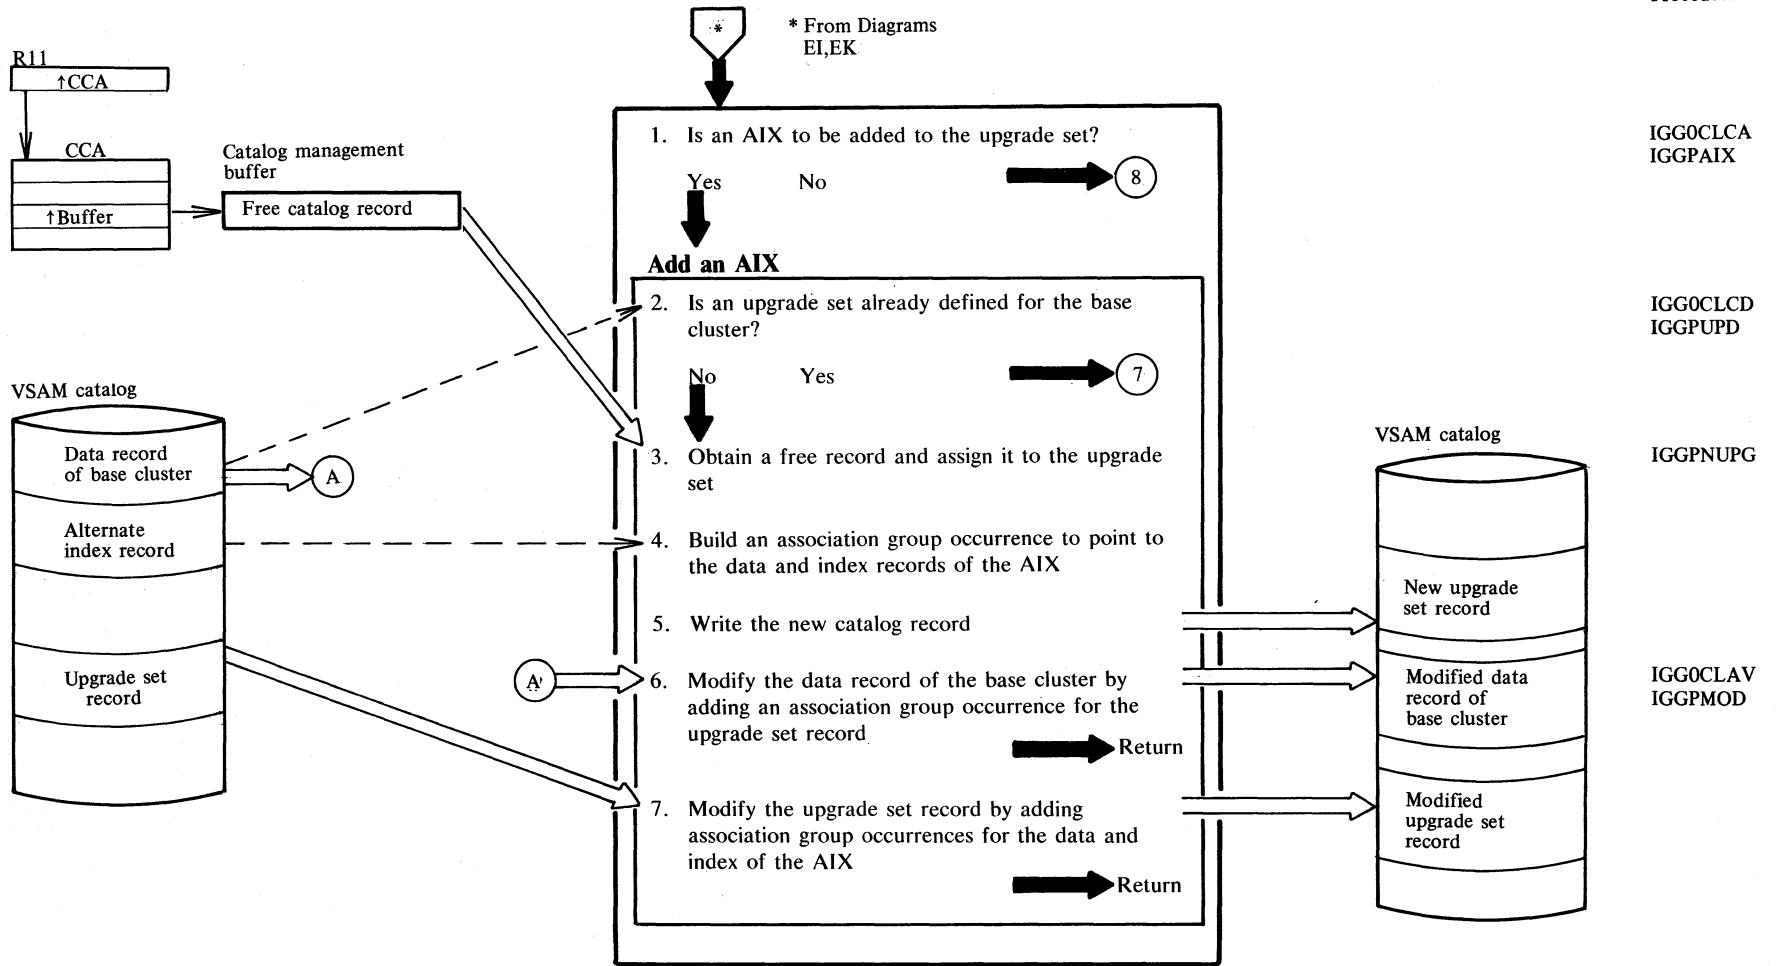 *
* From Diagrams
EI,EK
R11
↑CCA
CCA
↑Buffer
Catalog management
buffer
Free catalog record
1. Is an AIX to be added to the upgrade set?
Yes No 8
IGG0CLCA
IGGPAIX
Add an AIX
2. Is an upgrade set already defined for the base
cluster?
No Yes 7
IGG0CLCD
IGGPUPD
VSAM catalog
Data record
of base cluster
A
Alternate
index record
Upgrade set
record
3. Obtain a free record and assign it to the upgrade
set
IGGPNUPG
4. Build an association group occurrence to point to
the data and index records of the AIX
5. Write the new catalog record
A
6. Modify the data record of the base cluster by
adding an association group occurrence for the
upgrade set record
Return
IGG0CLAV
IGGPMOD
7. Modify the upgrade set record by adding
association group occurrences for the data and
index of the AIX
Return
VSAM catalog
New upgrade
set record
Modified data
record of
base cluster
Modified
upgrade set
record